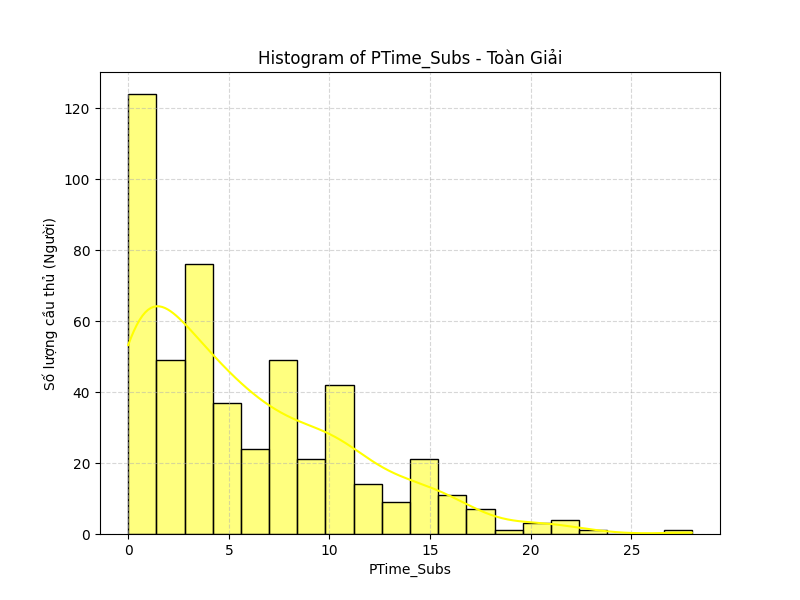 Histogram of PTime_Subs - Toàn Giải
Số lượng cầu thủ (Người)
120
100
80
60
40
20
0
0 5 10 15 20 25
PTime_Subs